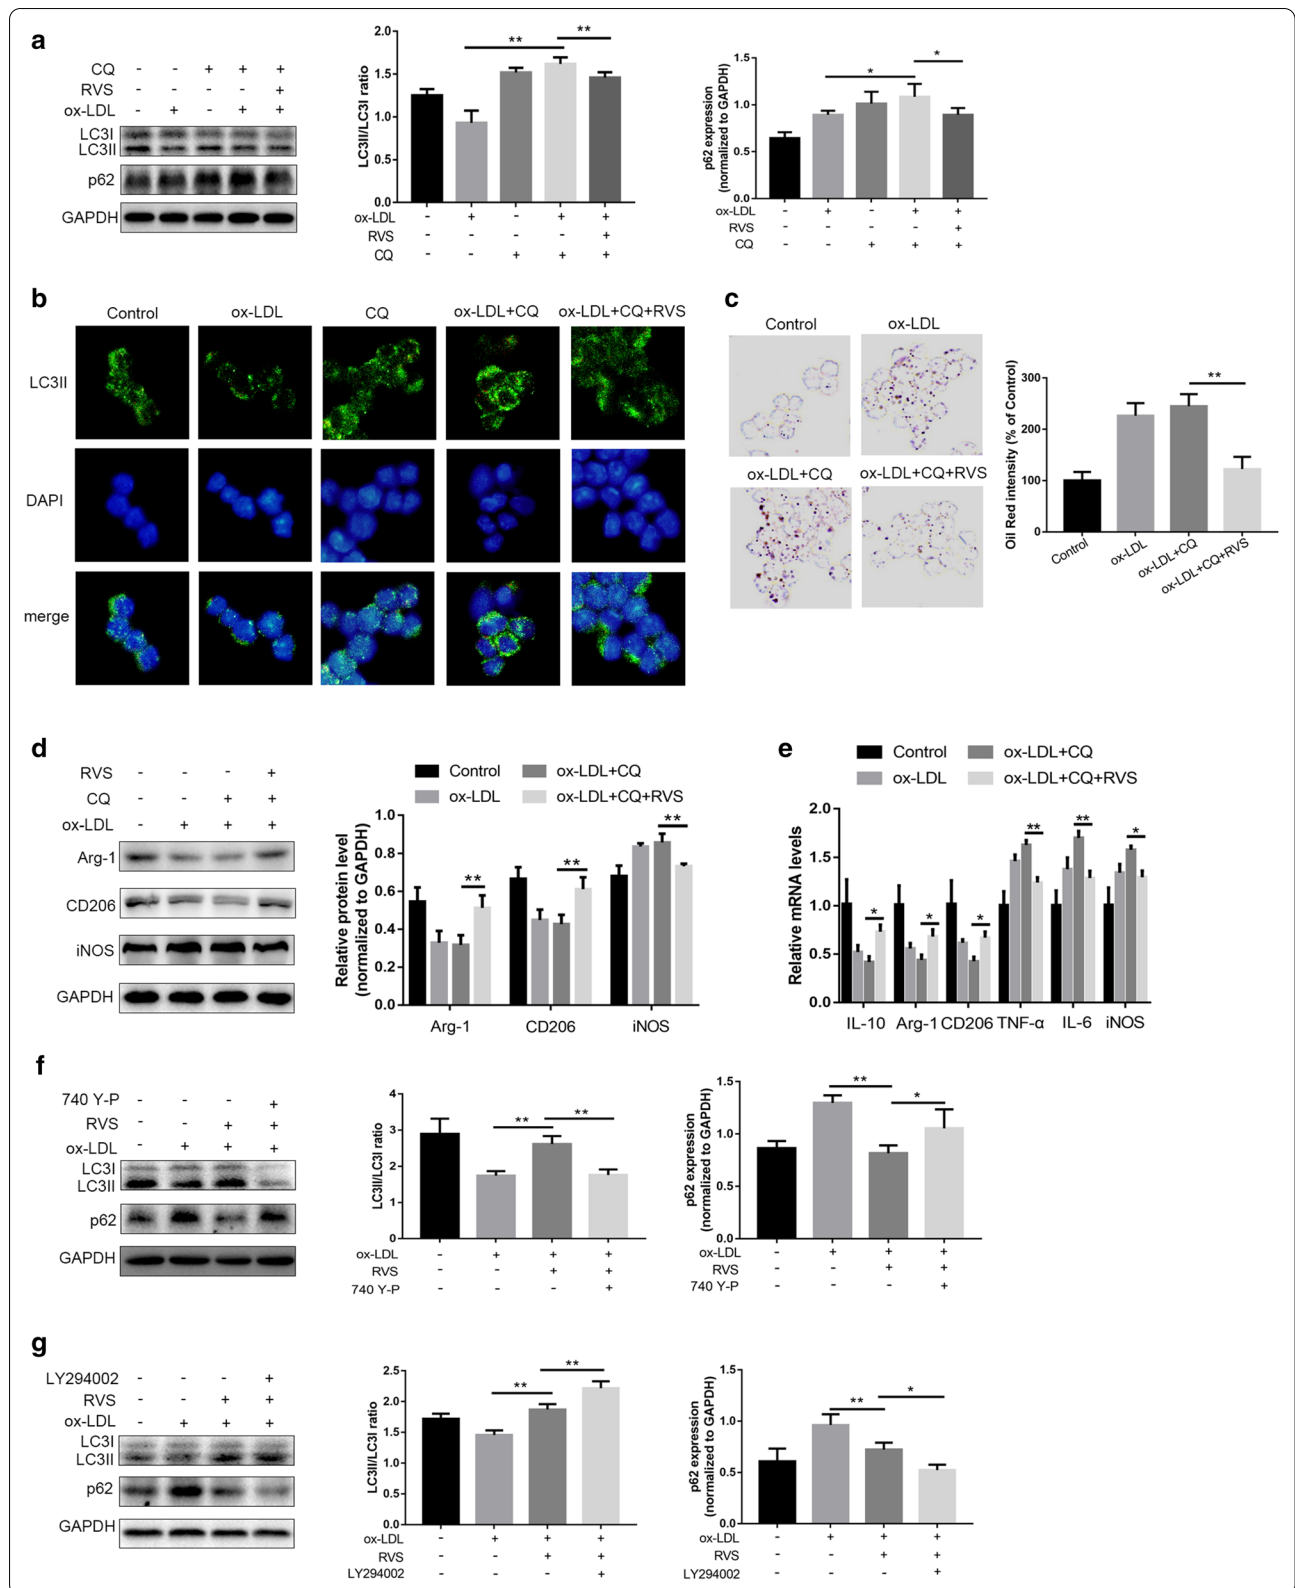 a
CQ - - + + +
RVS - - - - +
ox-LDL - + - + +
LC3I
LC3II
p62
GAPDH
LC3II/LC3I ratio
2.0
1.5
1.0
0.5
0.0
** **
ox-LDL - + - + +
RVS - - - - +
CQ - - + + +
p62 expression
(normalized to GAPDH)
1.5
1.0
0.5
0.0
* *
ox-LDL - + - + +
RVS - - - - +
CQ - - + + +
b
Control ox-LDL CQ ox-LDL+CQ ox-LDL+CQ+RVS
LC3II
DAPI
merge
c
Control ox-LDL
ox-LDL+CQ ox-LDL+CQ+RVS
Oil Red intensity (% of Control)
300
200
100
0
**
Control ox-LDL ox-LDL+CQ ox-LDL+CQ+RVS
d
RVS - - - +
CQ - - + +
ox-LDL - + + +
Arg-1
CD206
iNOS
GAPDH
Control ox-LDL+CQ
ox-LDL ox-LDL+CQ+RVS
Relative protein level
(normalized to GAPDH)
1.0
0.8
0.6
0.4
0.2
0.0
** ** **
Arg-1 CD206 iNOS
e
Control ox-LDL+CQ
ox-LDL ox-LDL+CQ+RVS
Relative mRNA levels
2.0
1.5
1.0
0.5
0.0
* * * ** ** *
IL-10 Arg-1 CD206 TNF-α IL-6 iNOS
f
740 Y-P - - - +
RVS - - + +
ox-LDL - + + +
LC3I
LC3II
p62
GAPDH
LC3II/LC3I ratio
4
3
2
1
0
** **
ox-LDL - + + +
RVS - - + +
740 Y-P - - - +
p62 expression
(normalized to GAPDH)
1.5
1.0
0.5
0.0
** *
ox-LDL - + + +
RVS - - + +
740 Y-P - - - +
g
LY294002 - - - +
RVS - - + +
ox-LDL - + + +
LC3I
LC3II
p62
GAPDH
LC3II/LC3I ratio
2.5
2.0
1.5
1.0
0.5
0.0
** **
ox-LDL - + + +
RVS - - + +
LY294002 - - - +
p62 expression
(normalized to GAPDH)
1.5
1.0
0.5
0.0
** *
ox-LDL - + + +
RVS - - + +
LY294002 - - - +